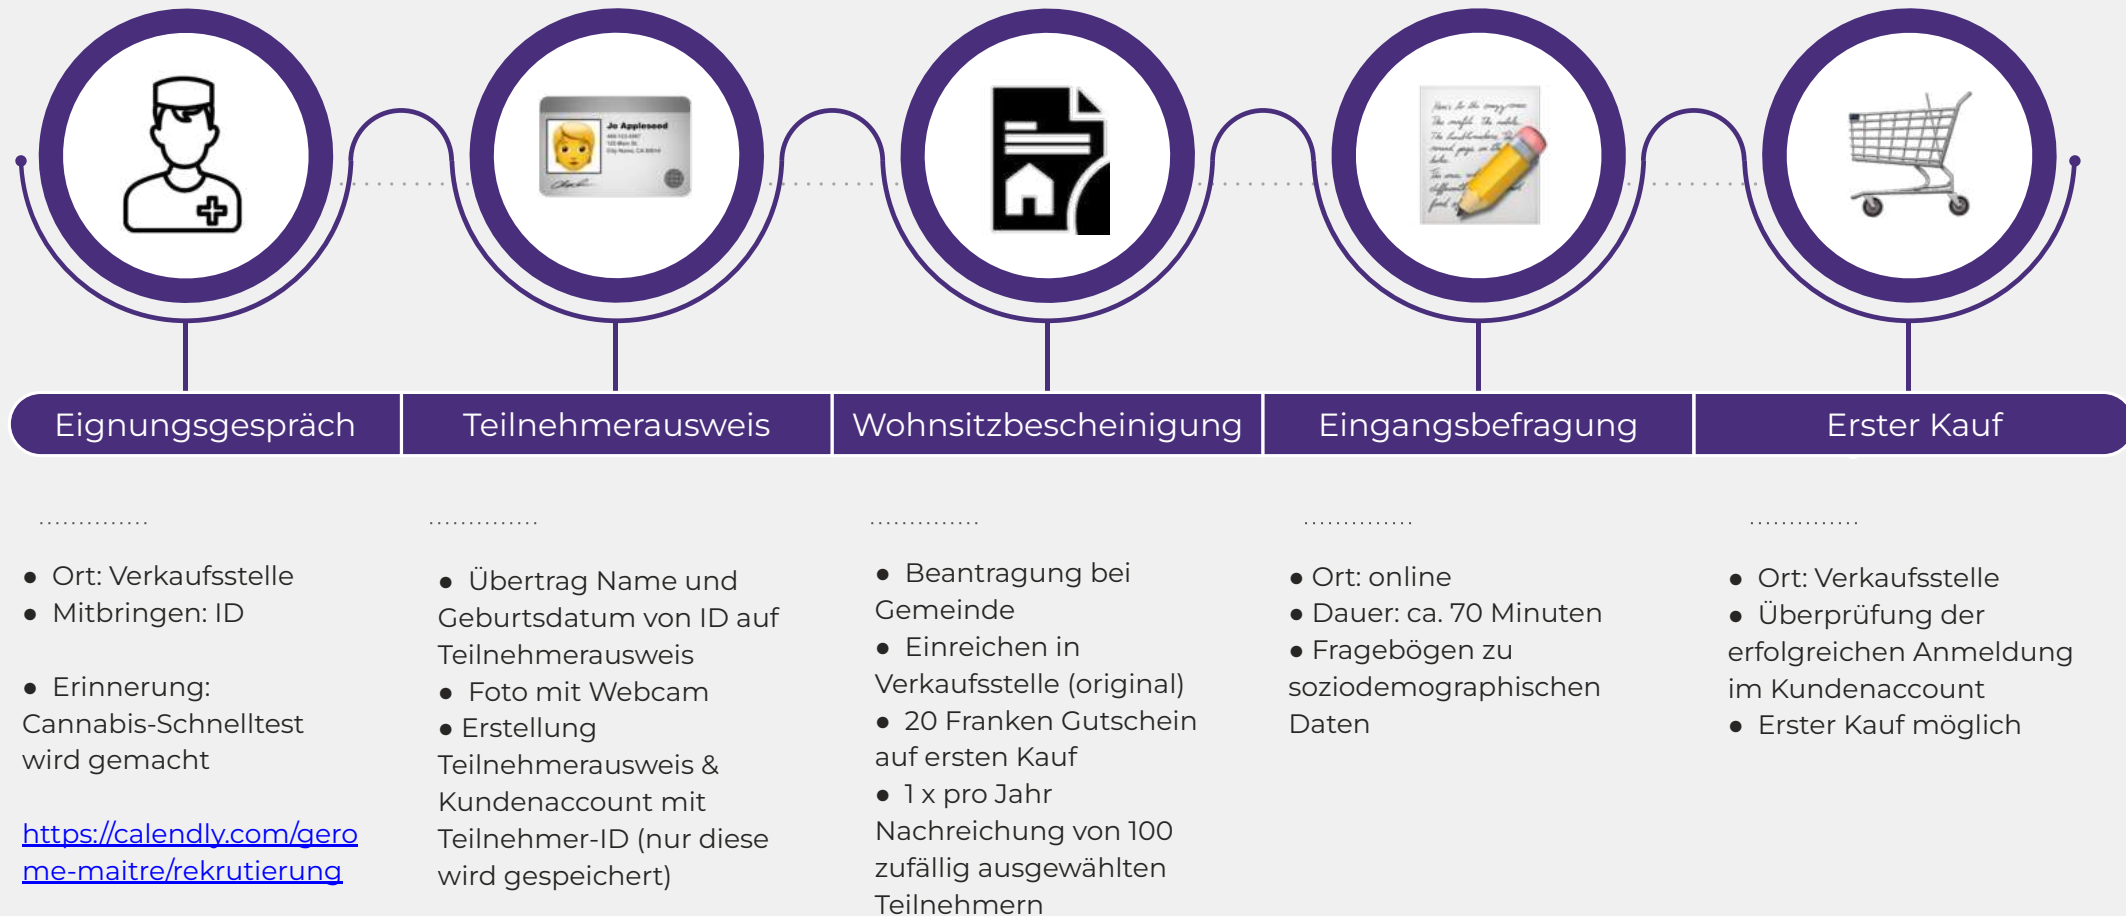 Jo Appleseed
Eignungsgespräch
Teilnehmerausweis
Wohnsitzbescheinigung
Eingangsbefragung
Erster Kauf
● Ort: Verkaufsstelle
● Mitbringen: ID
● Erinnerung:
Cannabis-Schnelltest
wird gemacht
https://calendly.com/gero
me-maitre/rekrutierung
● Übertrag Name und
Geburtsdatum von ID auf
Teilnehmerausweis
● Foto mit Webcam
● Erstellung
Teilnehmerausweis &
Kundenaccount mit
Teilnehmer-ID (nur diese
wird gespeichert)
● Beantragung bei
Gemeinde
● Einreichen in
Verkaufsstelle (original)
● 20 Franken Gutschein
auf ersten Kauf
● 1 x pro Jahr
Nachreichung von 100
zufällig ausgewählten
Teilnehmern
● Ort: online
● Dauer: ca. 70 Minuten
● Fragebögen zu
soziodemographischen
Daten
● Ort: Verkaufsstelle
● Überprüfung der
erfolgreichen Anmeldung
im Kundenaccount
● Erster Kauf möglich